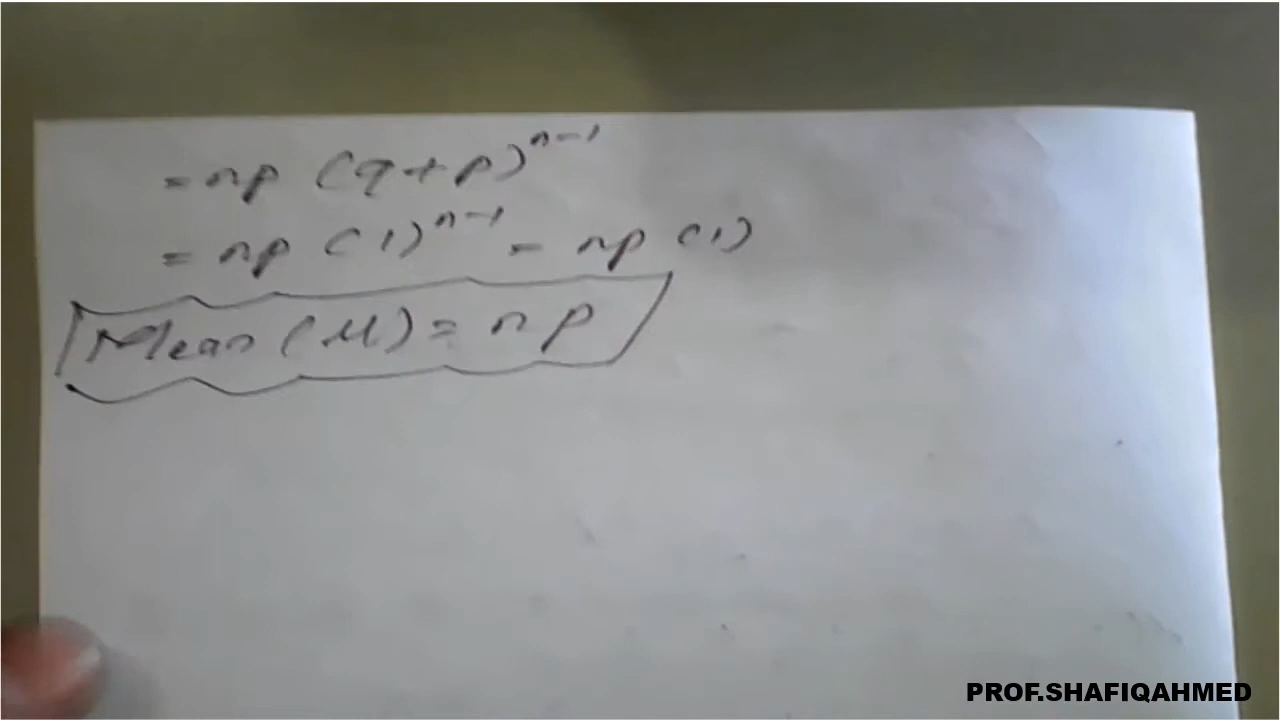 = np (q+p)^{n-1}
= np (1)^{n-1} = np (1)
Mean (μ) = np
PROF.SHAFIQAHMED